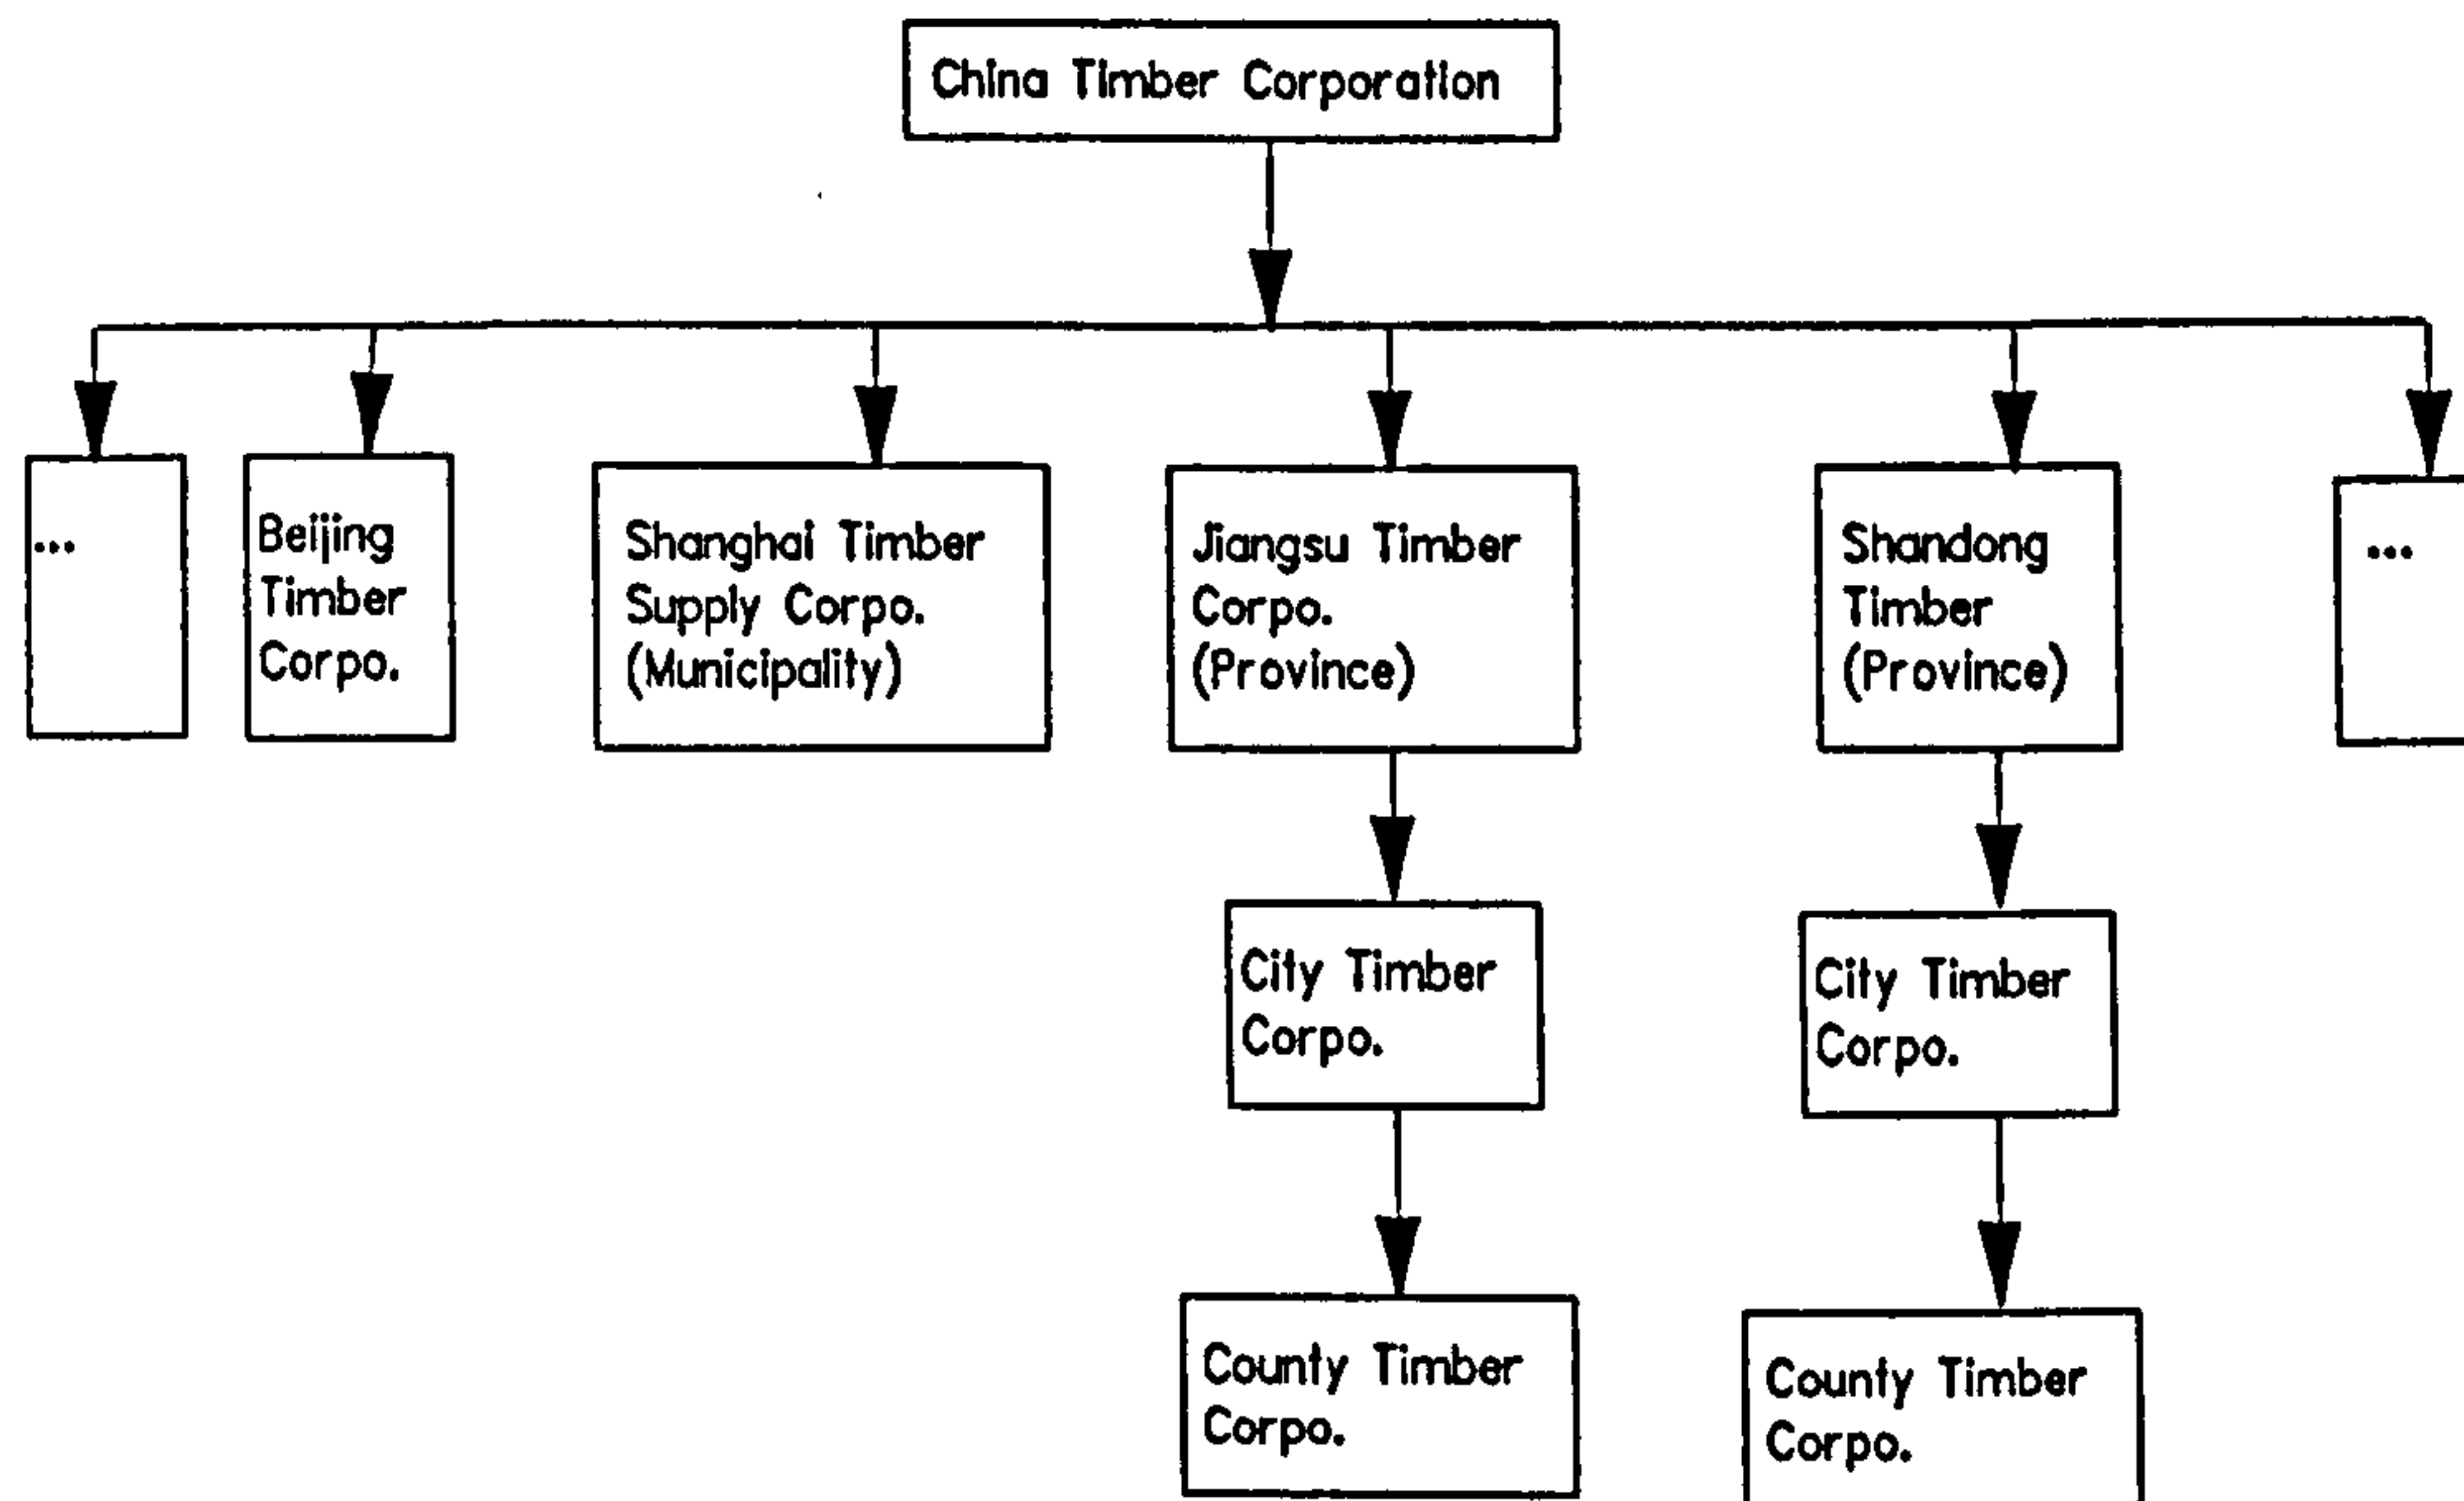 China Timber Corporation
...
Beijing
Timber
Corpo.
Shanghai Timber
Supply Corpo.
(Municipality)
Jiangsu Timber
Corpo.
(Province)
Shandong
Timber
(Province)
...
City Timber
Corpo.
City Timber
Corpo.
County Timber
Corpo.
County Timber
Corpo.